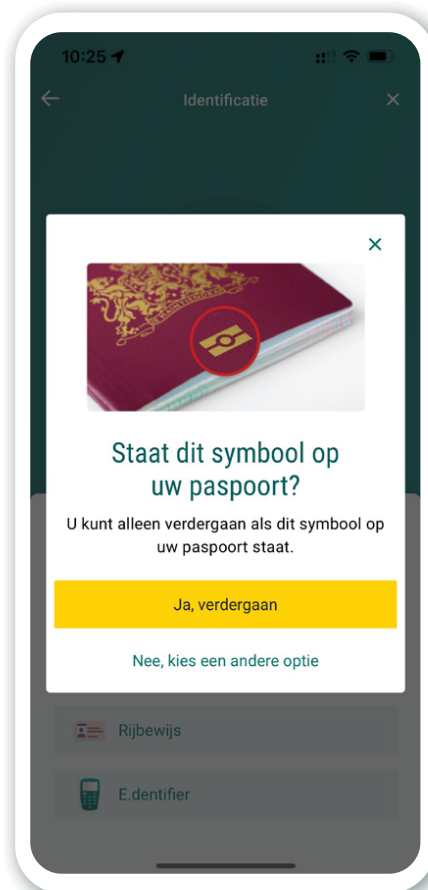 10:25
Identificatie
Staat dit symbool op
uw paspoort?
U kunt alleen verdergaan als dit symbool op
uw paspoort staat.
Ja, verdergaan
Nee, kies een andere optie
Rijbewijs
E.dentifier